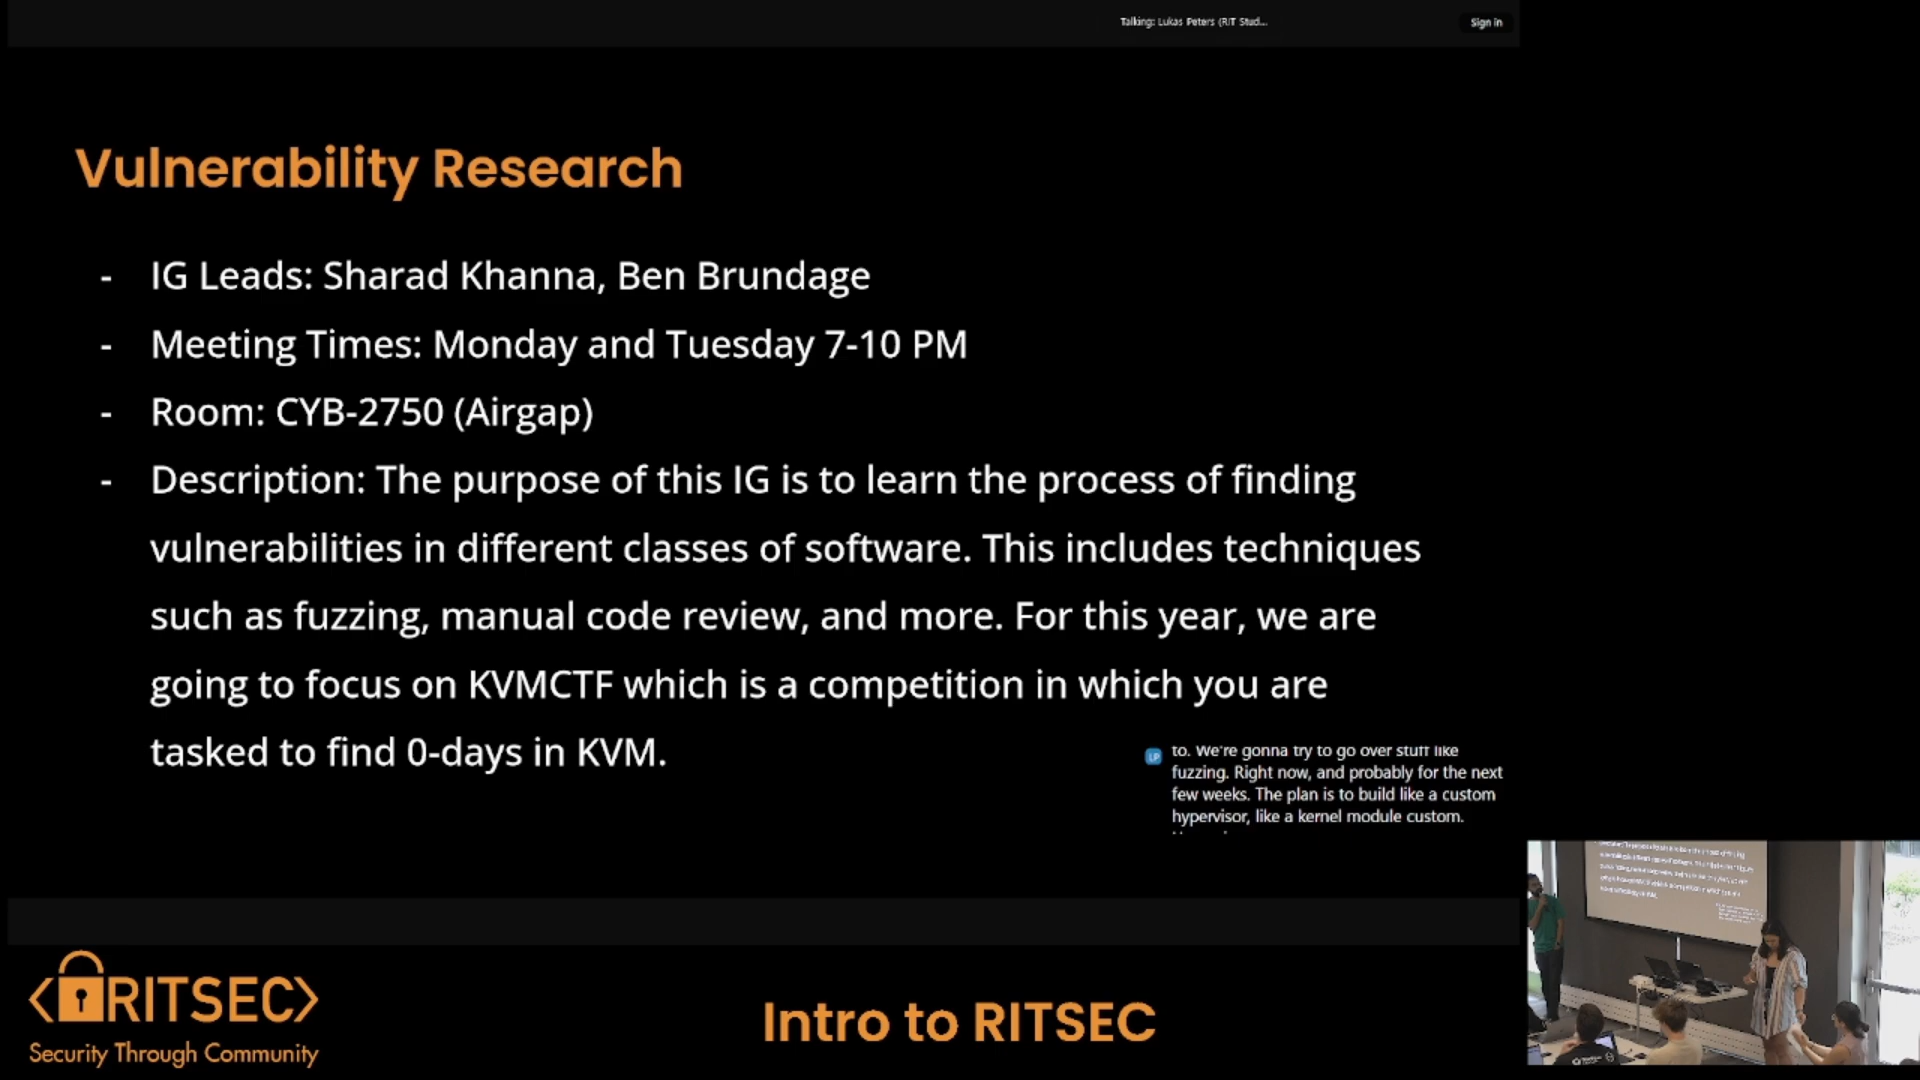 Talking: Lukas Peters (RIT Stud...
Sign in
Vulnerability Research
- IG Leads: Sharad Khanna, Ben Brundage
- Meeting Times: Monday and Tuesday 7-10 PM
- Room: CYB-2750 (Airgap)
- Description: The purpose of this IG is to learn the process of finding
vulnerabilities in different classes of software. This includes techniques
such as fuzzing, manual code review, and more. For this year, we are
going to focus on KVMCTF which is a competition in which you are
tasked to find 0-days in KVM.
LP
to. We're gonna try to go over stuff like
fuzzing. Right now, and probably for the next
few weeks. The plan is to build like a custom
hypervisor, like a kernel module custom.
<RITSEC>
Security Through Community
Intro to RITSEC